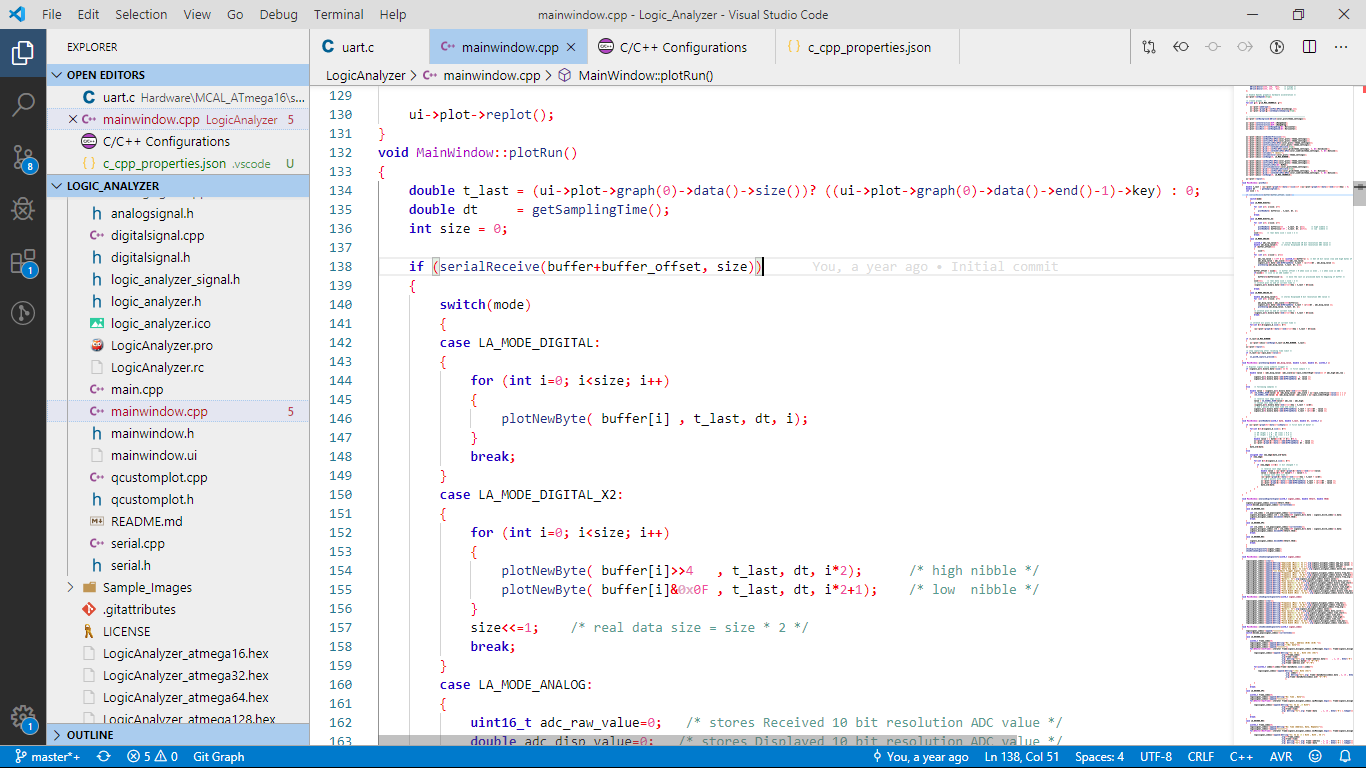 File Edit Selection View Go Debug Terminal Help mainwindow.cpp - Logic_Analyzer - Visual Studio Code
EXPLORER
uart.c mainwindow.cpp C/C++ Configurations c_cpp_properties.json
OPEN EDITORS
uart.c Hardware\MCAL_ATmega16\s...
mainwindow.cpp LogicAnalyzer 5
C/C++ Configurations
c_cpp_properties.json .vscode U
LOGIC_ANALYZER
analogsignal.h
digitalsignal.cpp
digitalsignal.h
logic_analyzer_signal.h
logic_analyzer.h
logic_analyzer.ico
LogicAnalyzer.pro
LogicAnalyzer.rc
main.cpp
mainwindow.cpp 5
mainwindow.h
mainwindow.ui
qcustomplot.cpp
qcustomplot.h
README.md
serial.cpp
serial.h
Sample_Images
.gitattributes
LICENSE
LogicAnalyzer_atmega16.hex
LogicAnalyzer_atmega32.hex
LogicAnalyzer_atmega64.hex
LogicAnalyzer_atmega128.hex
OUTLINE
8
1
1
LogicAnalyzer > mainwindow.cpp > MainWindow::plotRun()
129
130 ui->plot->replot();
131 }
132 void MainWindow::plotRun()
133 {
134 double t_last = (ui->plot->graph(0)->data()->size())? ((ui->plot->graph(0)->data()->end()-1)->key) : 0;
135 double dt = getSamplingTime();
136 int size = 0;
137
138 if (serialReceive(buffer+buffer_offset, size)) You, a year ago • Initial commit
139 {
140 switch(mode)
141 {
142 case LA_MODE_DIGITAL:
143 {
144 for (int i=0; i<size; i++)
145 {
146 plotNewByte( buffer[i] , t_last, dt, i);
147 }
148 break;
149 }
150 case LA_MODE_DIGITAL_X2:
151 {
152 for (int i=0; i<size; i++)
153 {
154 plotNewByte( buffer[i]>>4 , t_last, dt, i*2); /* high nibble */
155 plotNewByte( buffer[i]&0x0F , t_last, dt, i*2+1); /* low nibble */
156 }
157 size<<=1; /* real data size = size * 2 */
158 break;
159 }
160 case LA_MODE_ANALOG:
161 {
162 uint16_t adc_raw_value=0; /* stores Received 10 bit resolution ADC value */
163 double adc_disp_value=0; /* stores Displayed 10 bit resolution ADC value */
master*+ 5 0 Git Graph You, a year ago Ln 138, Col 51 Spaces: 4 UTF-8 CRLF C++ AVR